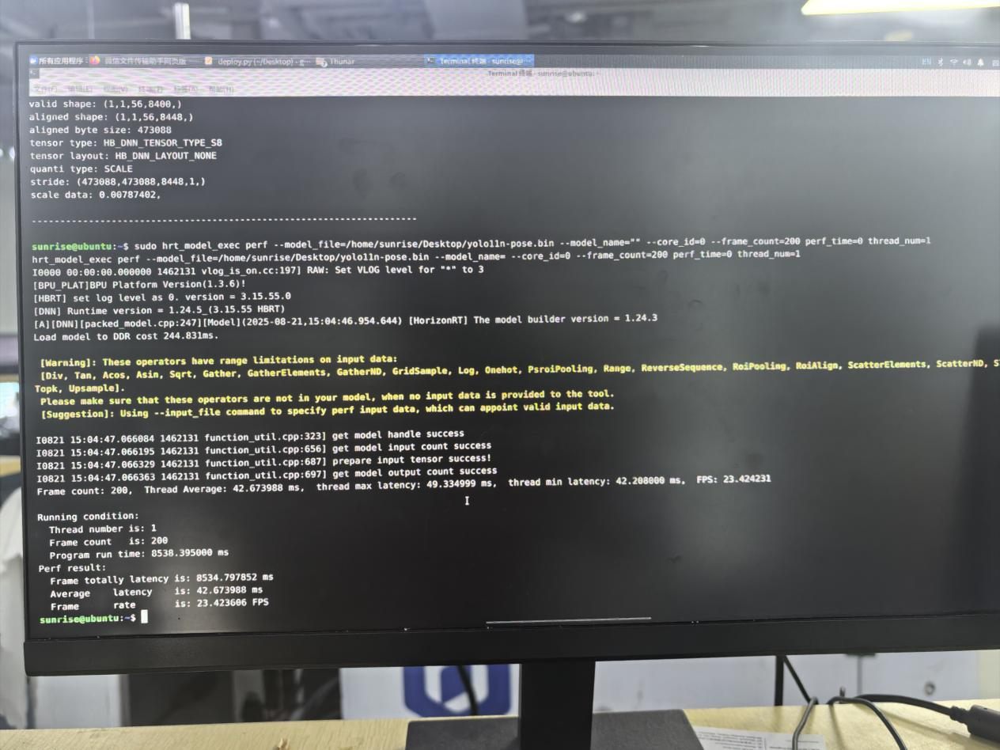 所有应用程序
微信文件传输助手网页版
deploy.py (~/Desktop) - g…
Thunar
Terminal 终端 - sunrise@…
EN
Terminal 终端 - sunrise@ubuntu: ~
文件(F) 编辑(E) 视图(V) 终端(T) 标签(A) 帮助(H)
valid shape: (1,1,56,8400,)
aligned shape: (1,1,56,8448,)
aligned byte size: 473088
tensor type: HB_DNN_TENSOR_TYPE_S8
tensor layout: HB_DNN_LAYOUT_NONE
quanti type: SCALE
stride: (473088,473088,8448,1,)
scale data: 0.00787402,
--------------------------------------------------------------------
sunrise@ubuntu:~$ sudo hrt_model_exec perf --model_file=/home/sunrise/Desktop/yolo11n-pose.bin --model_name="" --core_id=0 --frame_count=200 perf_time=0 thread_num=1
hrt_model_exec perf --model_file=/home/sunrise/Desktop/yolo11n-pose.bin --model_name= --core_id=0 --frame_count=200 perf_time=0 thread_num=1
I0000 00:00:00.000000 1462131 vlog_is_on.cc:197] RAW: Set VLOG level for "*" to 3
[BPU_PLAT]BPU Platform Version(1.3.6)!
[HBRT] set log level as 0. version = 3.15.55.0
[DNN] Runtime version = 1.24.5_(3.15.55 HBRT)
[A][DNN][packed_model.cpp:247][Model](2025-08-21,15:04:46.954.644) [HorizonRT] The model builder version = 1.24.3
Load model to DDR cost 244.831ms.
[Warning]: These operators have range limitations on input data:
[Div, Tan, Acos, Asin, Sqrt, Gather, GatherElements, GatherND, GridSample, Log, Onehot, PsroiPooling, Range, ReverseSequence, RoiPooling, RoiAlign, ScatterElements, ScatterND,
Topk, Upsample].
Please make sure that these operators are not in your model, when no input data is provided to the tool.
[Suggestion]: Using --input_file command to specify perf input data, which can appoint valid input data.
I0821 15:04:47.066084 1462131 function_util.cpp:323] get model handle success
I0821 15:04:47.066195 1462131 function_util.cpp:656] get model input count success
I0821 15:04:47.066329 1462131 function_util.cpp:687] prepare input tensor success!
I0821 15:04:47.066363 1462131 function_util.cpp:697] get model output count success
Frame count: 200, Thread Average: 42.673988 ms, thread max latency: 49.334999 ms, thread min latency: 42.208000 ms, FPS: 23.424231
Running condition:
Thread number is: 1
Frame count is: 200
Program run time: 8538.395000 ms
Perf result:
Frame totally latency is: 8534.797852 ms
Average latency is: 42.673988 ms
Frame rate is: 23.423606 FPS
sunrise@ubuntu:~$